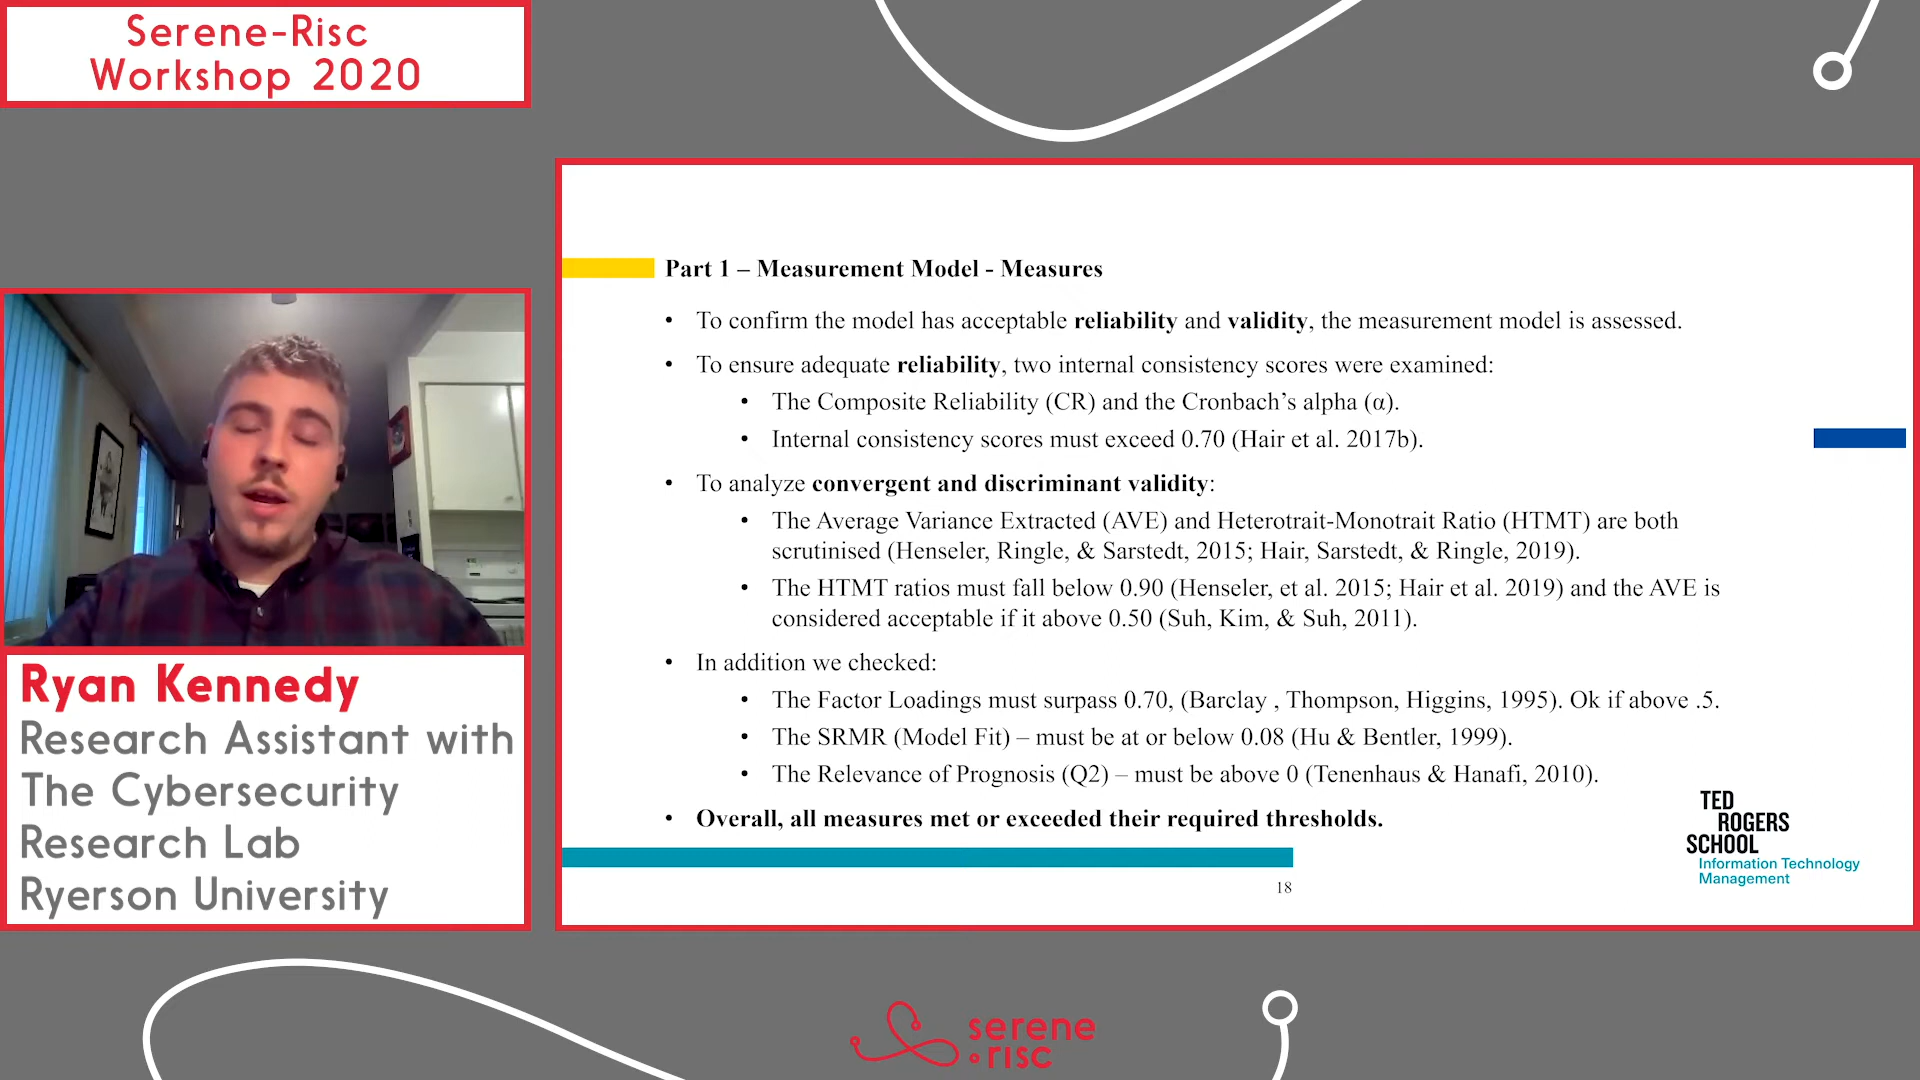 Serene-Risc
Workshop 2020
Part 1 – Measurement Model - Measures
• To confirm the model has acceptable reliability and validity, the measurement model is assessed.
• To ensure adequate reliability, two internal consistency scores were examined:
• The Composite Reliability (CR) and the Cronbach’s alpha (α).
• Internal consistency scores must exceed 0.70 (Hair et al. 2017b).
• To analyze convergent and discriminant validity:
• The Average Variance Extracted (AVE) and Heterotrait-Monotrait Ratio (HTMT) are both
scrutinised (Henseler, Ringle, & Sarstedt, 2015; Hair, Sarstedt, & Ringle, 2019).
• The HTMT ratios must fall below 0.90 (Henseler, et al. 2015; Hair et al. 2019) and the AVE is
considered acceptable if it above 0.50 (Suh, Kim, & Suh, 2011).
• In addition we checked:
• The Factor Loadings must surpass 0.70, (Barclay , Thompson, Higgins, 1995). Ok if above .5.
• The SRMR (Model Fit) – must be at or below 0.08 (Hu & Bentler, 1999).
• The Relevance of Prognosis (Q2) – must be above 0 (Tenenhaus & Hanafi, 2010).
• Overall, all measures met or exceeded their required thresholds.
18
TED
ROGERS
SCHOOL
Information Technology
Management
Ryan Kennedy
Research Assistant with
The Cybersecurity
Research Lab
Ryerson University
serene
risc